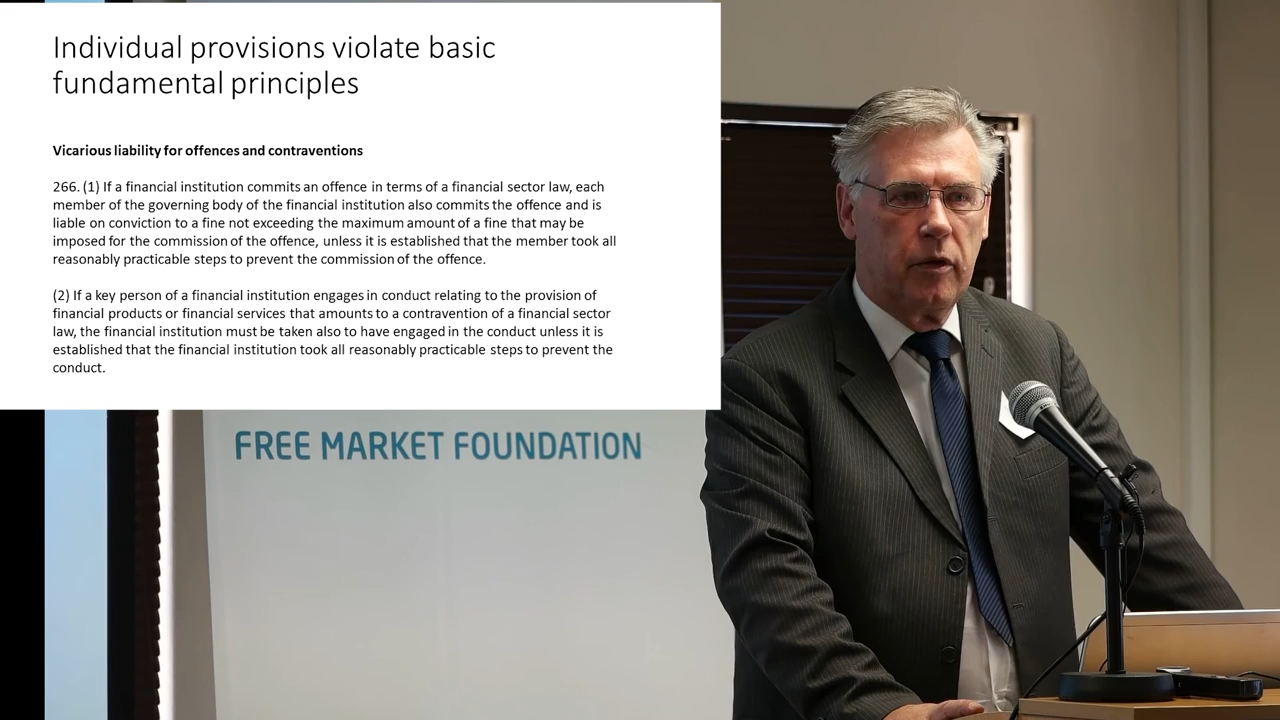 Individual provisions violate basic
fundamental principles
Vicarious liability for offences and contraventions
266. (1) If a financial institution commits an offence in terms of a financial sector law, each
member of the governing body of the financial institution also commits the offence and is
liable on conviction to a fine not exceeding the maximum amount of a fine that may be
imposed for the commission of the offence, unless it is established that the member took all
reasonably practicable steps to prevent the commission of the offence.
(2) If a key person of a financial institution engages in conduct relating to the provision of
financial products or financial services that amounts to a contravention of a financial sector
law, the financial institution must be taken also to have engaged in the conduct unless it is
established that the financial institution took all reasonably practicable steps to prevent the
conduct.
FREE MARKET FOUNDATION